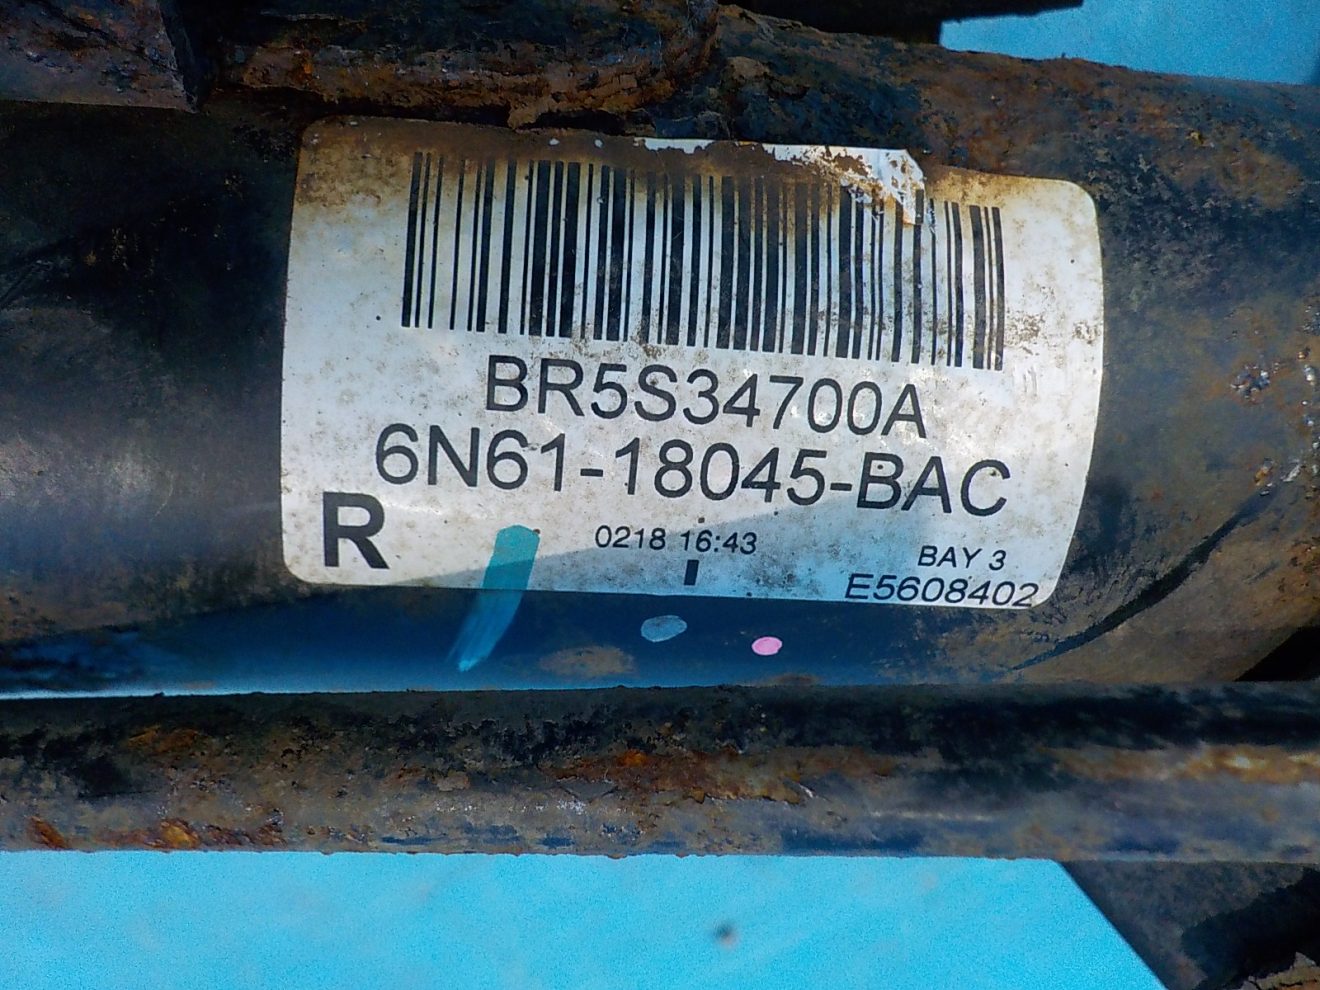 BR5S34700A
6N61-18045-BAC
R
0218 16:43
BAY 3
E5608402